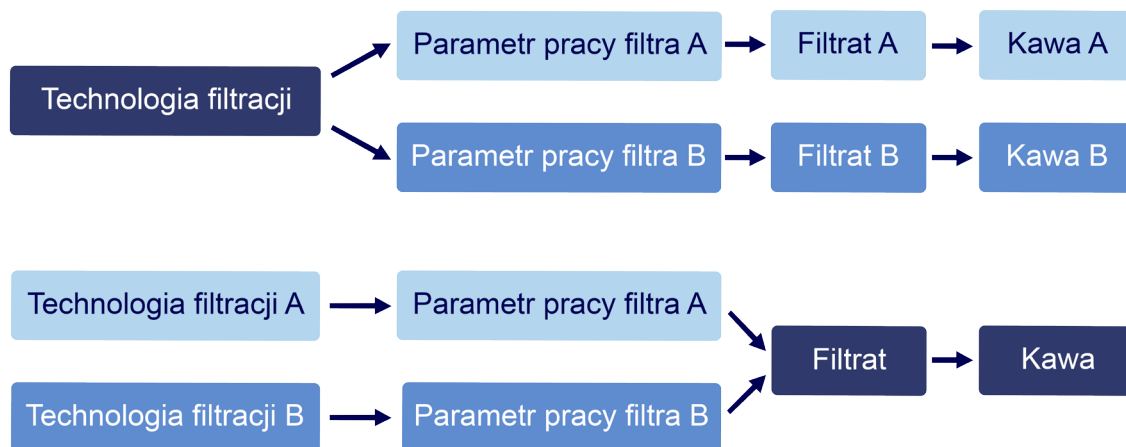 Technologia filtracji
Parametr pracy filtra A
Filtrat A
Kawa A
Parametr pracy filtra B
Filtrat B
Kawa B
Technologia filtracji A
Parametr pracy filtra A
Technologia filtracji B
Parametr pracy filtra B
Filtrat
Kawa